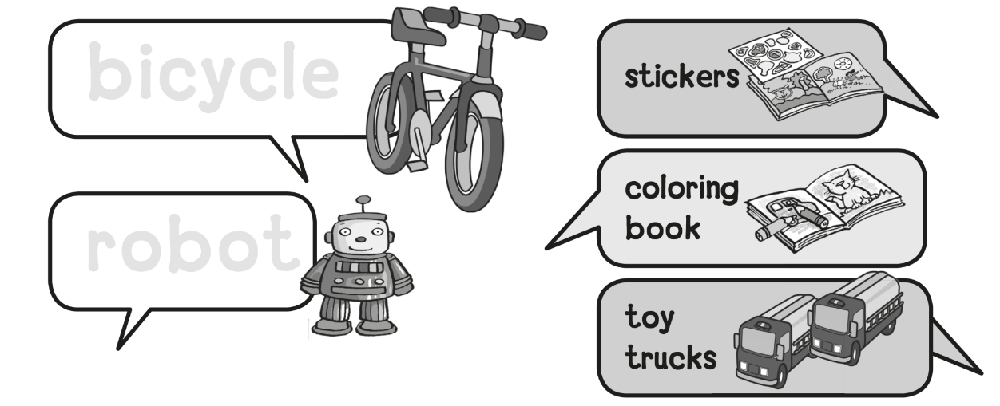 bicycle
robot
stickers
coloring
book
toy
trucks